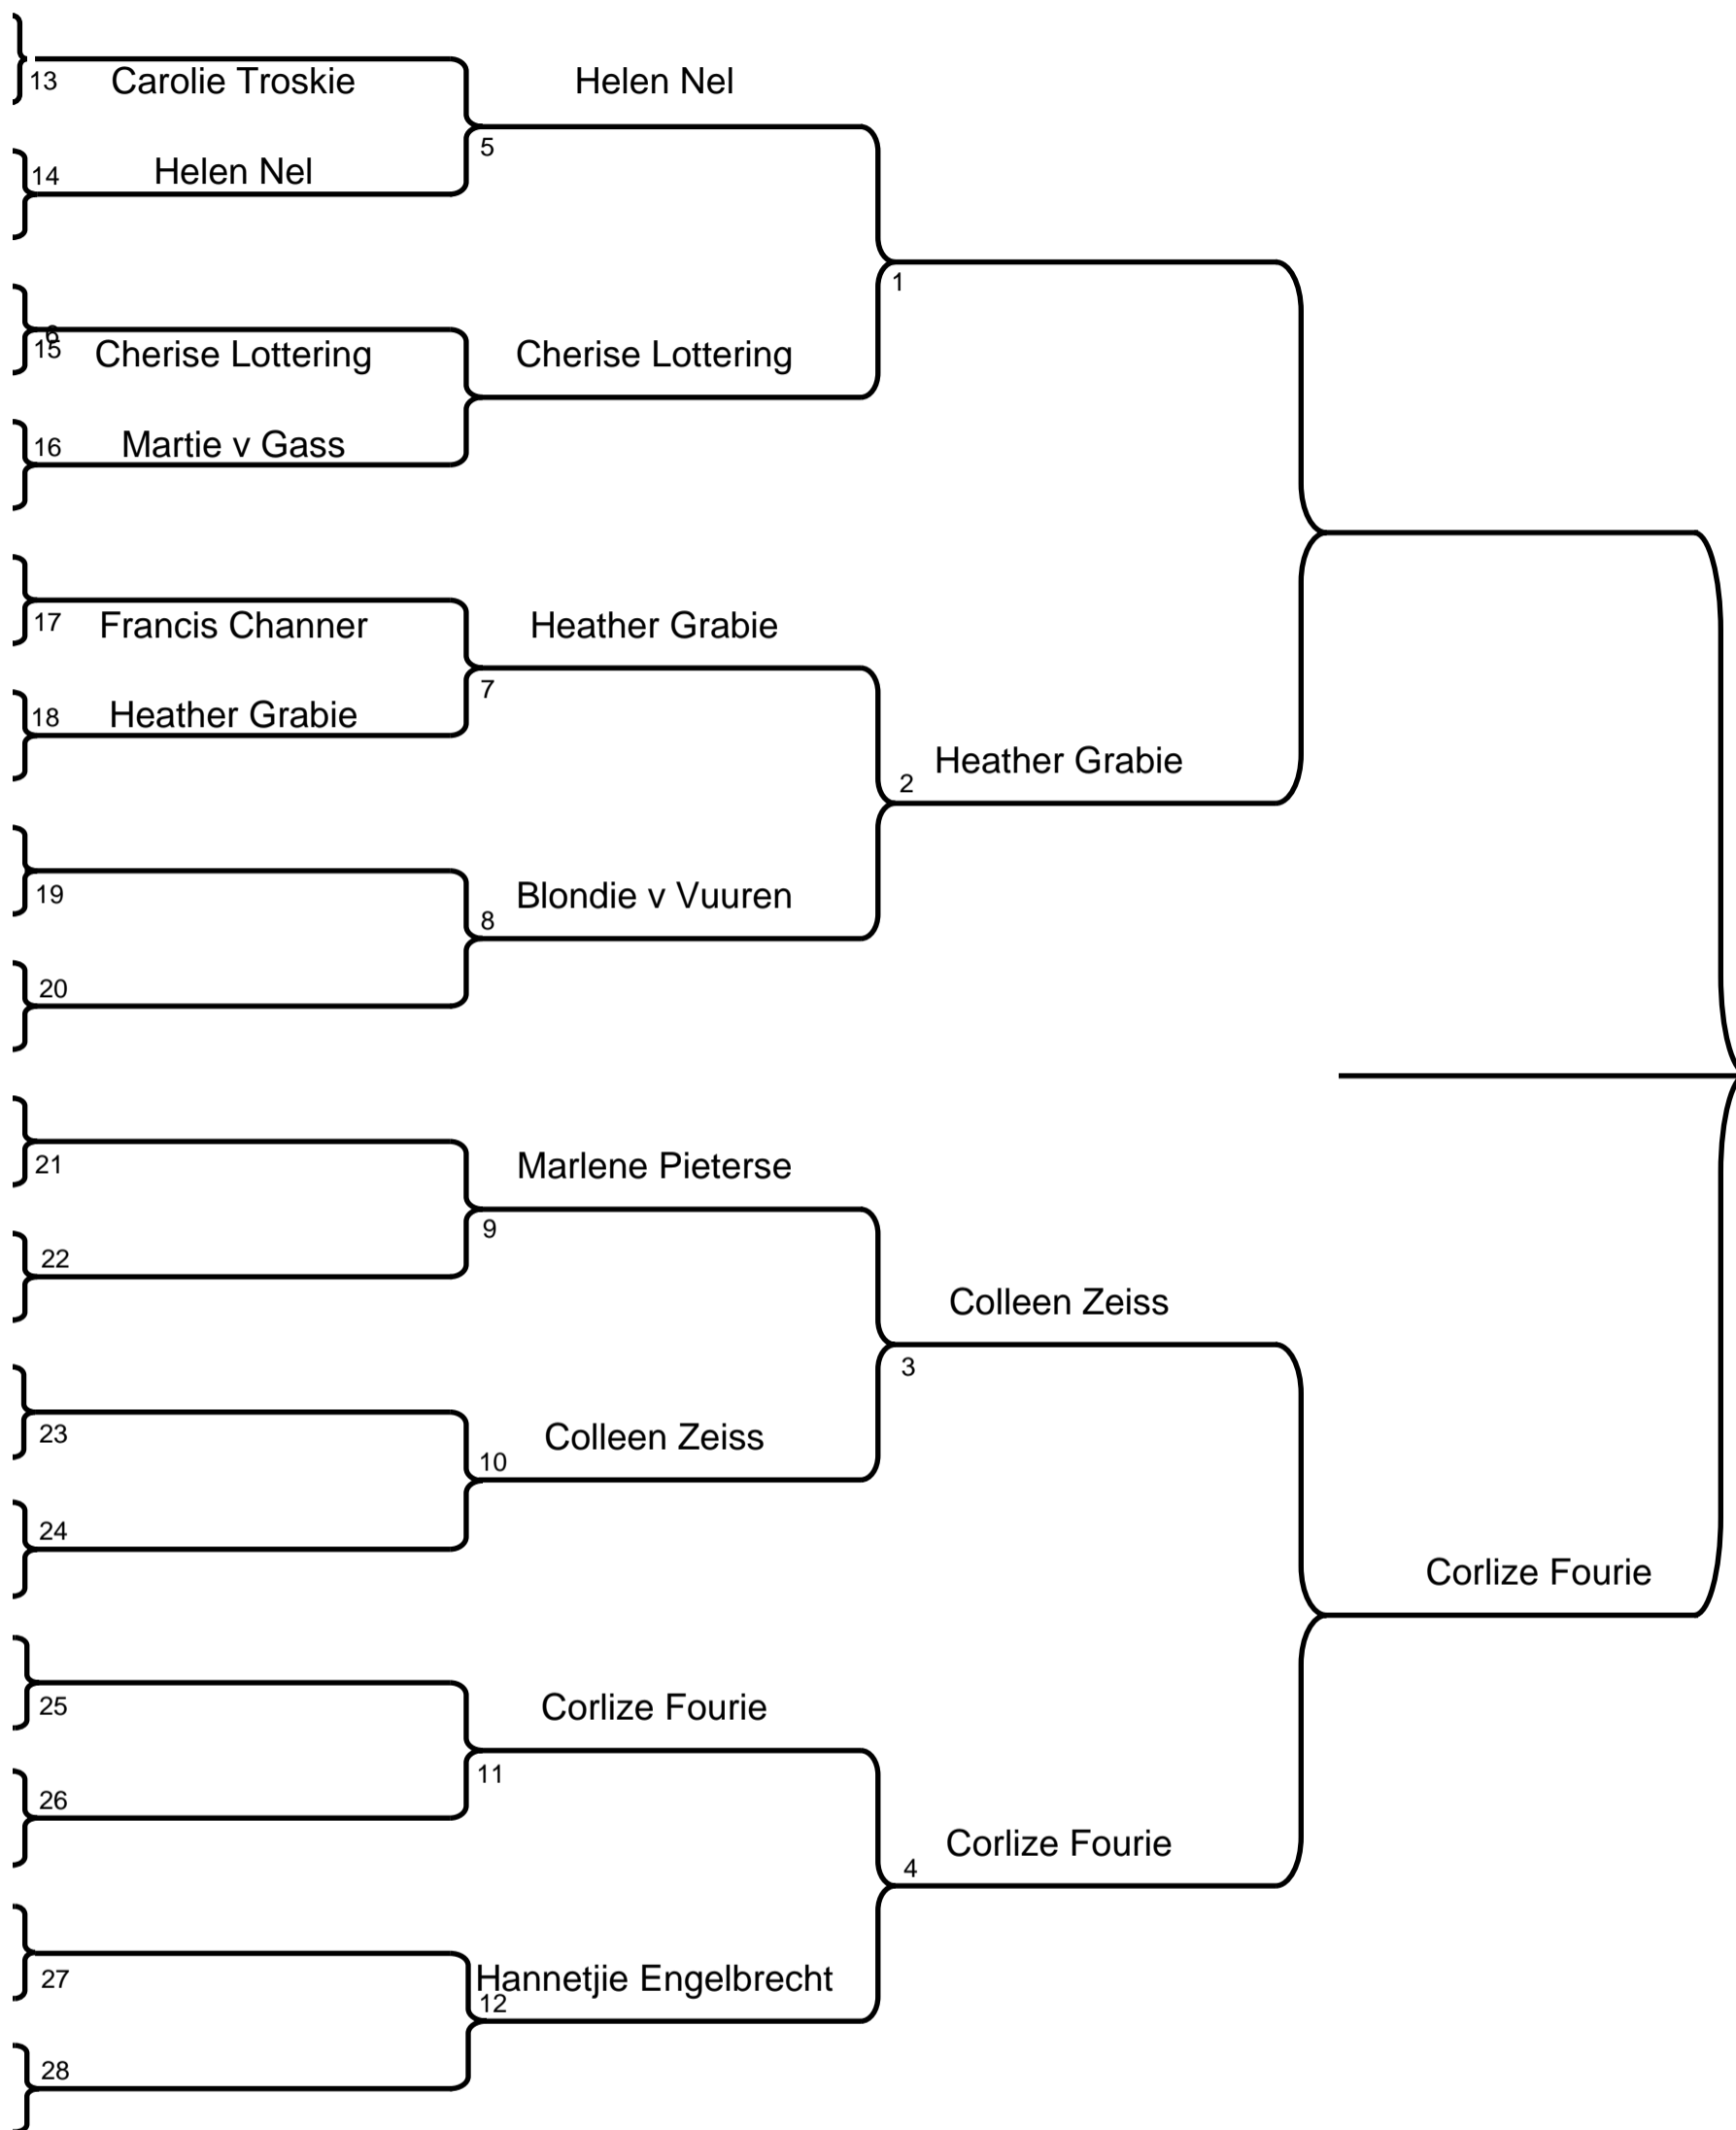 13 Carolie Troskie
Helen Nel
5
14 Helen Nel
1
6
15 Cherise Lottering
Cherise Lottering
16 Martie v Gass
17 Francis Channer
Heather Grabie
7
18 Heather Grabie
2 Heather Grabie
19
8 Blondie v Vuuren
20
21
Marlene Pieterse
9
22
Colleen Zeiss
3
23
Colleen Zeiss
10
24
Corlize Fourie
25
Corlize Fourie
11
26
Corlize Fourie
4
27
Hannetjie Engelbrecht
12
28